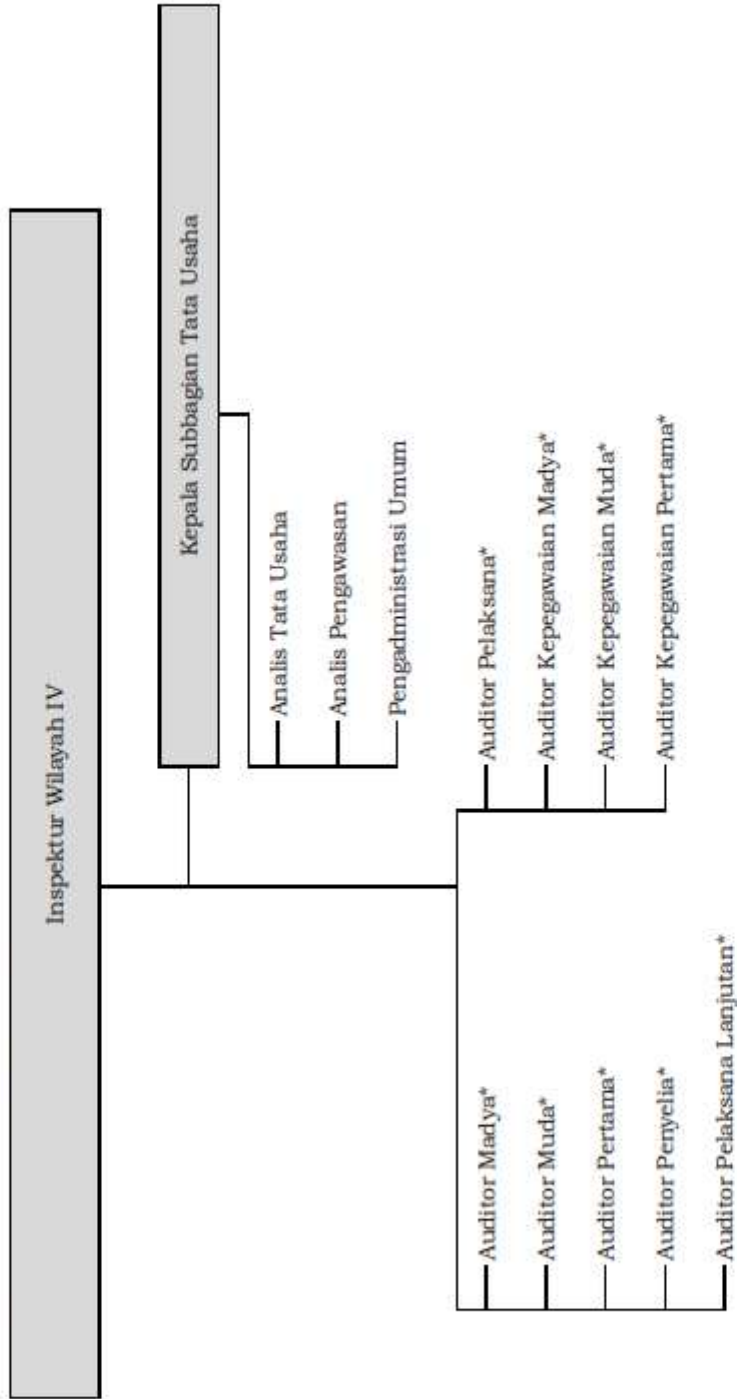 Inspektur Wilayah IV
Kepala Subbagian Tata Usaha
Analis Tata Usaha
Analis Pengawasan
Pengadministrasi Umum
Auditor Madya*
Auditor Muda*
Auditor Pertama*
Auditor Penyelia*
Auditor Pelaksana Lanjutan*
Auditor Pelaksana*
Auditor Kepegawaian Madya*
Auditor Kepegawaian Muda*
Auditor Kepegawaian Pertama*